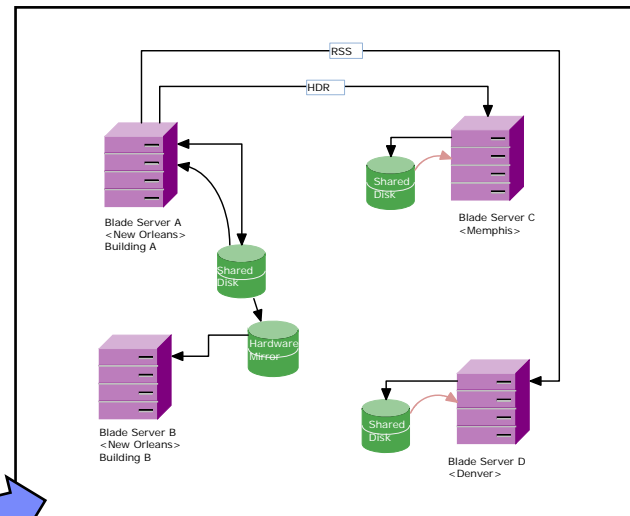 RSS
HDR
Shared
Disk
Blade Server A
<New Orleans>
Building A
Blade Server C
<Memphis>
Shared
Disk
Hardware
Mirror
Blade Server B
<New Orleans>
Building B
Shared
Disk
Blade Server D
<Denver>